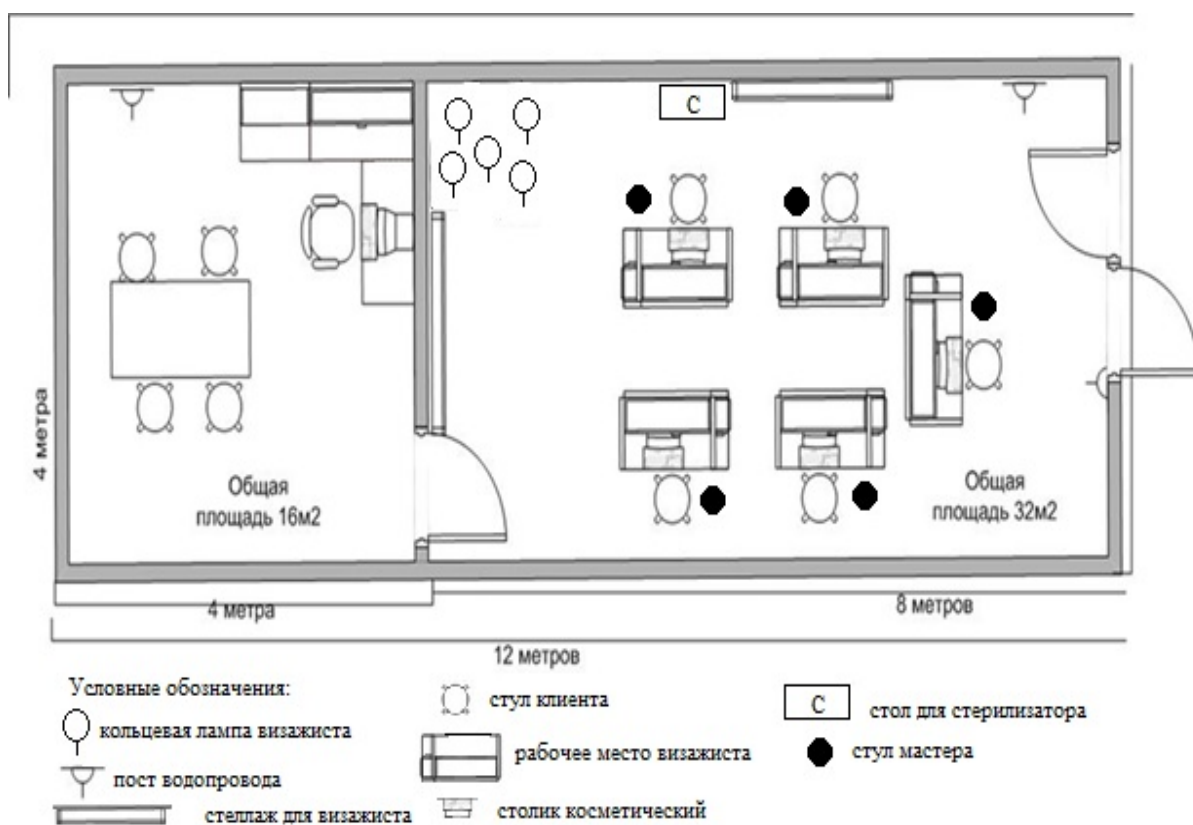 С
4 метра
Общая
площадь 16м2
Общая
площадь 32м2
4 метра
8 метров
12 метров
Условные обозначения:
кольцевая лампа визажиста
пост водопровода
стеллаж для визажиста
стул клиента
рабочее место визажиста
столик косметический
С
стол для стерилизатора
стул мастера